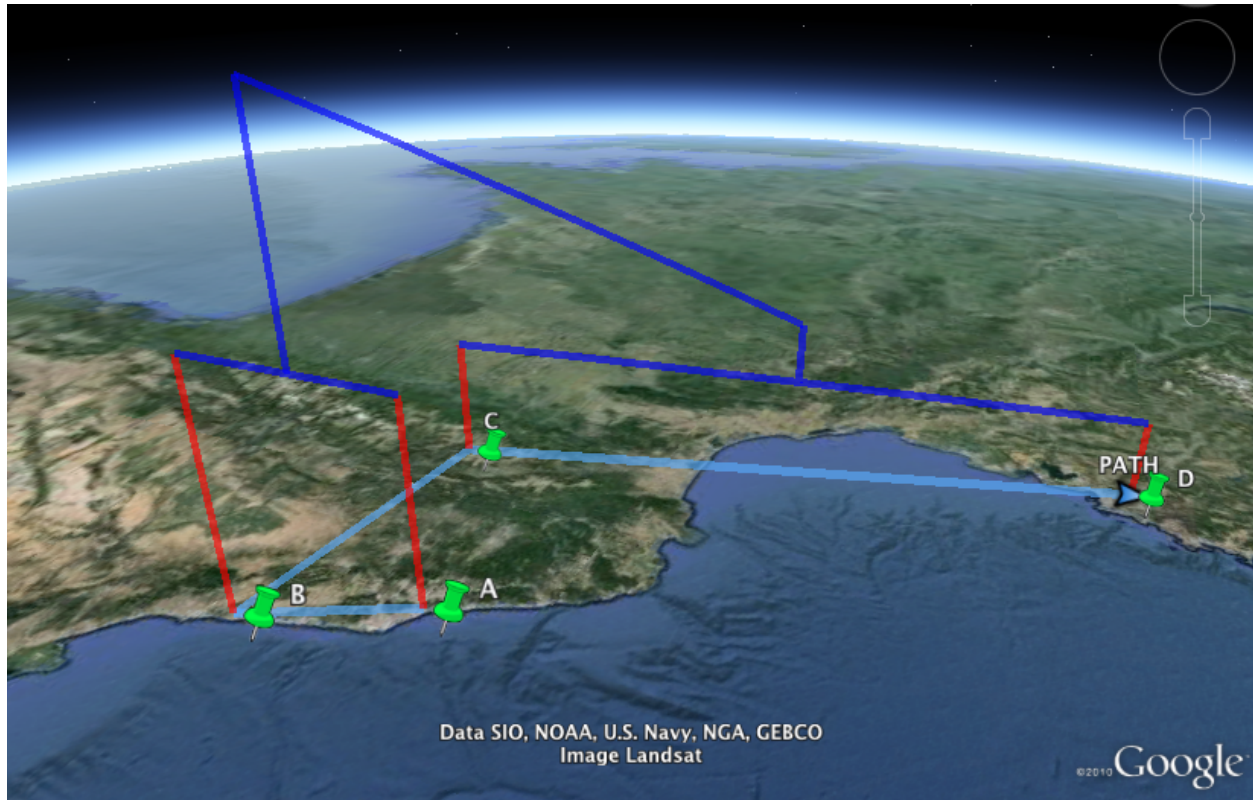 C
PATH
D
B
A
Data SIO, NOAA, U.S. Navy, NGA, GEBCO
Image Landsat
©2010 Google